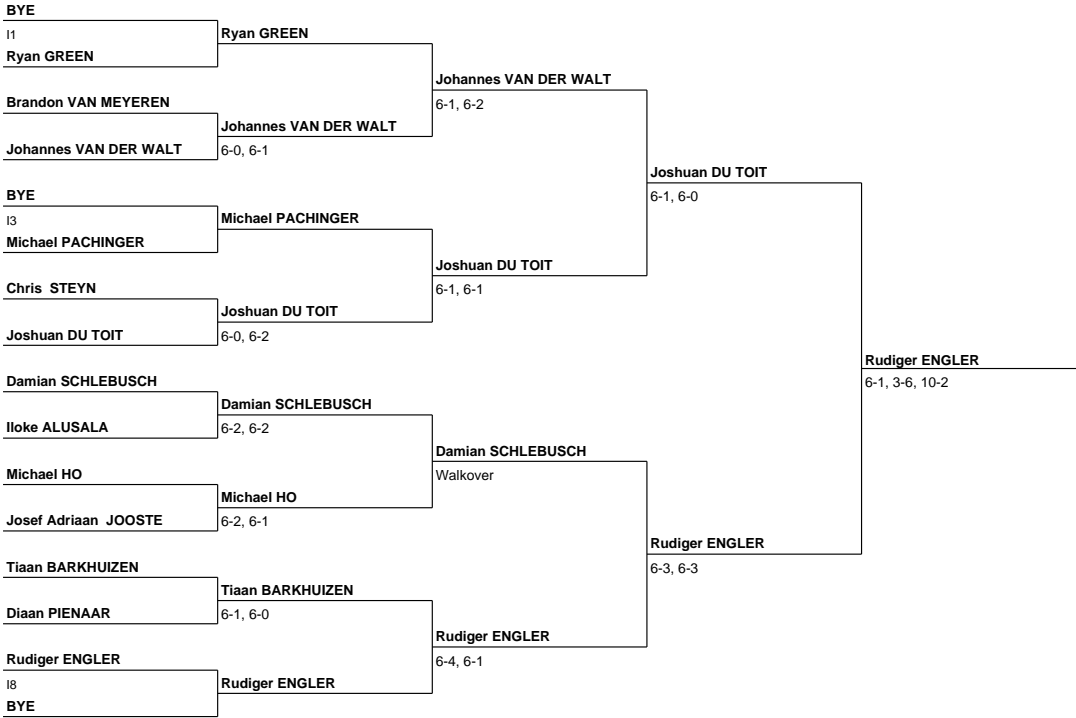 BYE
I1
Ryan GREEN
Ryan GREEN
Johannes VAN DER WALT
6-1, 6-2
Brandon VAN MEYEREN
Johannes VAN DER WALT
Johannes VAN DER WALT
6-0, 6-1
Joshuan DU TOIT
6-1, 6-0
BYE
I3
Michael PACHINGER
Michael PACHINGER
Joshuan DU TOIT
6-1, 6-1
Chris STEYN
Joshuan DU TOIT
Joshuan DU TOIT
6-0, 6-2
Rudiger ENGLER
6-1, 3-6, 10-2
Damian SCHLEBUSCH
Damian SCHLEBUSCH
6-2, 6-2
Iloke ALUSALA
Damian SCHLEBUSCH
Walkover
Michael HO
Michael HO
6-2, 6-1
Josef Adriaan JOOSTE
Rudiger ENGLER
6-3, 6-3
Tiaan BARKHUIZEN
Tiaan BARKHUIZEN
6-1, 6-0
Diaan PIENAAR
Rudiger ENGLER
6-4, 6-1
Rudiger ENGLER
I8
Rudiger ENGLER
BYE